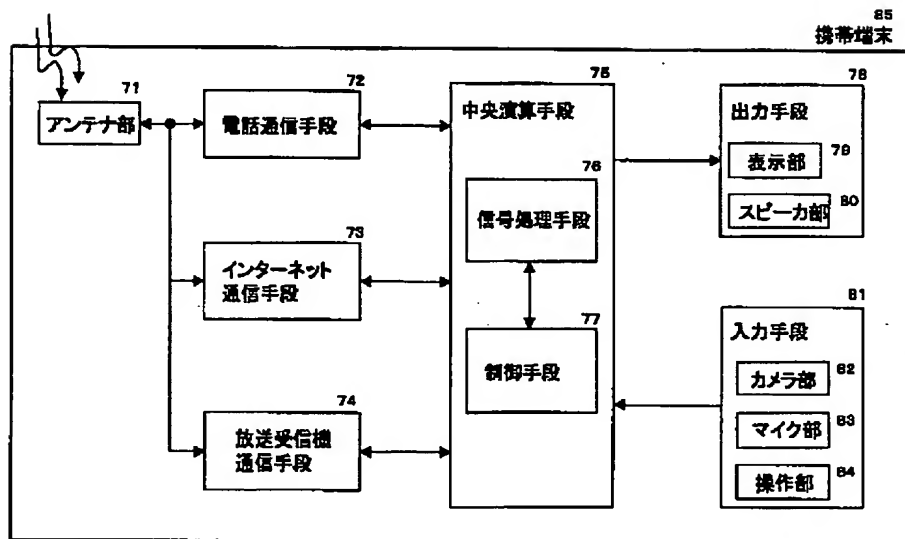 85
携帯端末
71
アンテナ部
72
電話通信手段
73
インターネット
通信手段
74
放送受信機
通信手段
75
中央演算手段
76
信号処理手段
77
制御手段
78
出力手段
表示部
79
スピーカ部
80
81
入力手段
カメラ部
82
マイク部
83
操作部
84